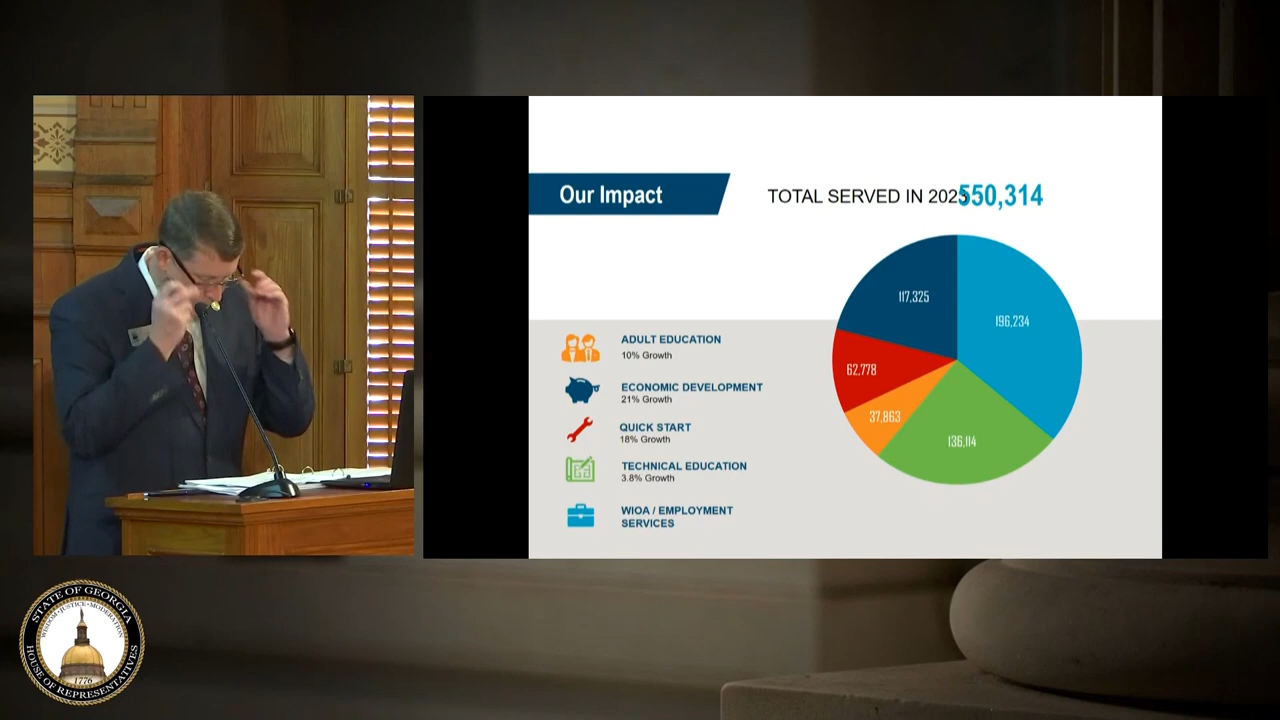 Our Impact
TOTAL SERVED IN 2025
550,314
117,325
196,234
62,778
37,863
136,114
ADULT EDUCATION
10% Growth
ECONOMIC DEVELOPMENT
21% Growth
QUICK START
18% Growth
TECHNICAL EDUCATION
3.8% Growth
WIOA / EMPLOYMENT
SERVICES
STATE OF GEORGIA
WISDOM • JUSTICE • MODERATION
1776
HOUSE OF REPRESENTATIVES